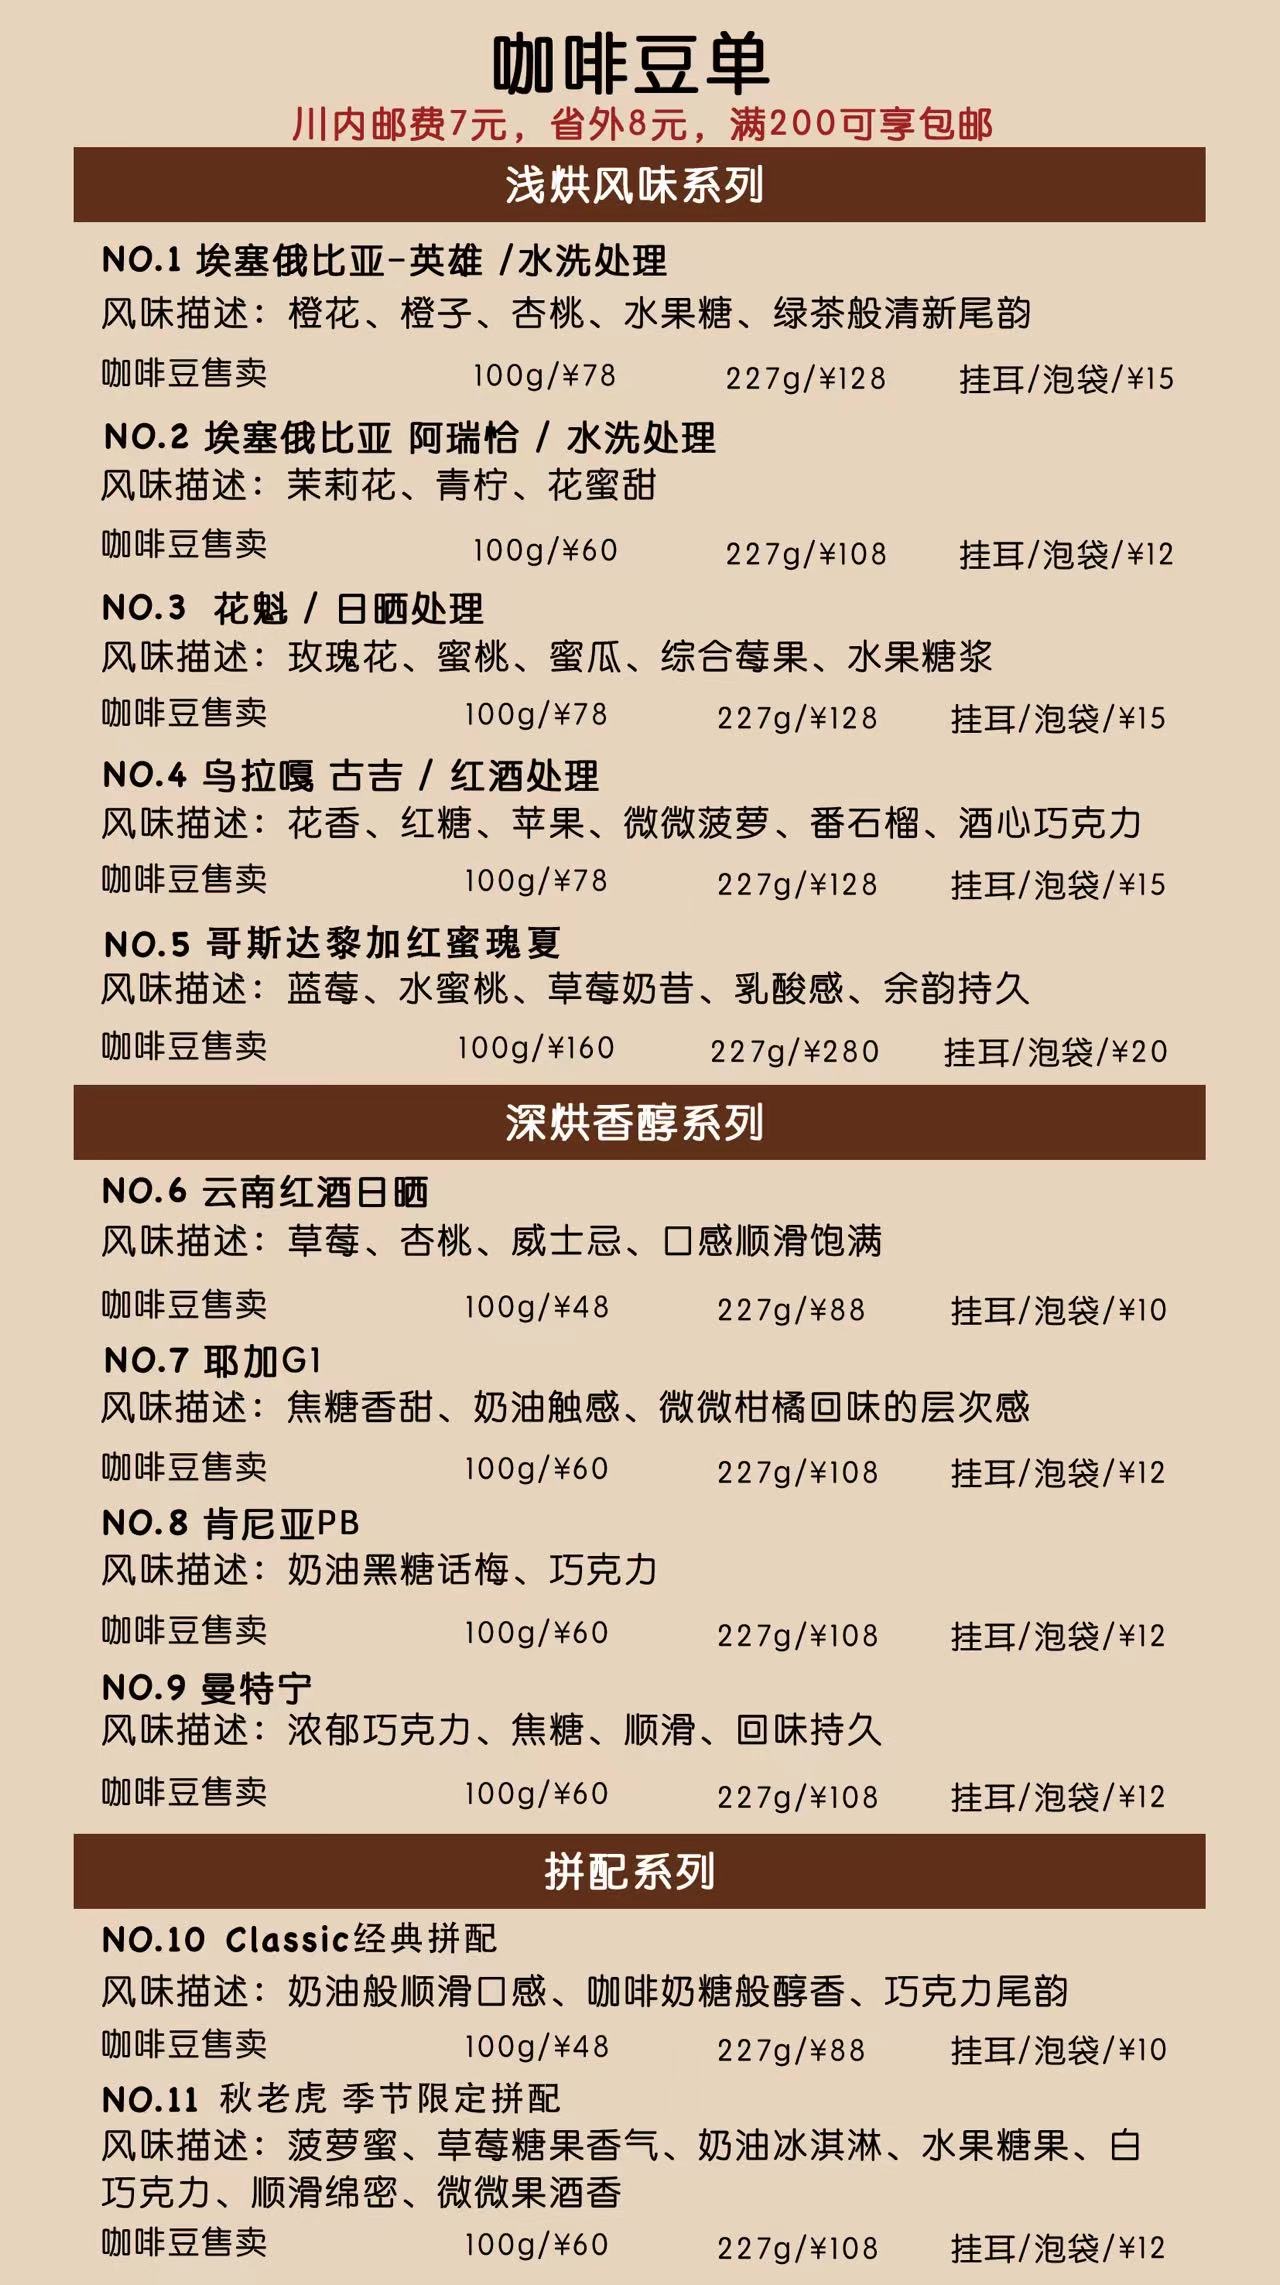 咖啡豆单
川内邮费7元，省外8元，满200可享包邮
浅烘风味系列
NO.1 埃塞俄比亚-英雄 /水洗处理
风味描述：橙花、橙子、杏桃、水果糖、绿茶般清新尾韵
咖啡豆售卖 100g/¥78 227g/¥128 挂耳/泡袋/¥15
NO.2 埃塞俄比亚 阿瑞恰 / 水洗处理
风味描述：茉莉花、青柠、花蜜甜
咖啡豆售卖 100g/¥60 227g/¥108 挂耳/泡袋/¥12
NO.3 花魁 / 日晒处理
风味描述：玫瑰花、蜜桃、蜜瓜、综合莓果、水果糖浆
咖啡豆售卖 100g/¥78 227g/¥128 挂耳/泡袋/¥15
NO.4 乌拉嘎 古吉 / 红酒处理
风味描述：花香、红糖、苹果、微微菠萝、番石榴、酒心巧克力
咖啡豆售卖 100g/¥78 227g/¥128 挂耳/泡袋/¥15
NO.5 哥斯达黎加红蜜瑰夏
风味描述：蓝莓、水蜜桃、草莓奶昔、乳酸感、余韵持久
咖啡豆售卖 100g/¥160 227g/¥280 挂耳/泡袋/¥20
深烘香醇系列
NO.6 云南红酒日晒
风味描述：草莓、杏桃、威士忌、口感顺滑饱满
咖啡豆售卖 100g/¥48 227g/¥88 挂耳/泡袋/¥10
NO.7 耶加G1
风味描述：焦糖香甜、奶油触感、微微柑橘回味的层次感
咖啡豆售卖 100g/¥60 227g/¥108 挂耳/泡袋/¥12
NO.8 肯尼亚PB
风味描述：奶油黑糖话梅、巧克力
咖啡豆售卖 100g/¥60 227g/¥108 挂耳/泡袋/¥12
NO.9 曼特宁
风味描述：浓郁巧克力、焦糖、顺滑、回味持久
咖啡豆售卖 100g/¥60 227g/¥108 挂耳/泡袋/¥12
拼配系列
NO.10 Classic经典拼配
风味描述：奶油般顺滑口感、咖啡奶糖般醇香、巧克力尾韵
咖啡豆售卖 100g/¥48 227g/¥88 挂耳/泡袋/¥10
NO.11 秋老虎 季节限定拼配
风味描述：菠萝蜜、草莓糖果香气、奶油冰淇淋、水果糖果、白
巧克力、顺滑绵密、微微果酒香
咖啡豆售卖 100g/¥60 227g/¥108 挂耳/泡袋/¥12